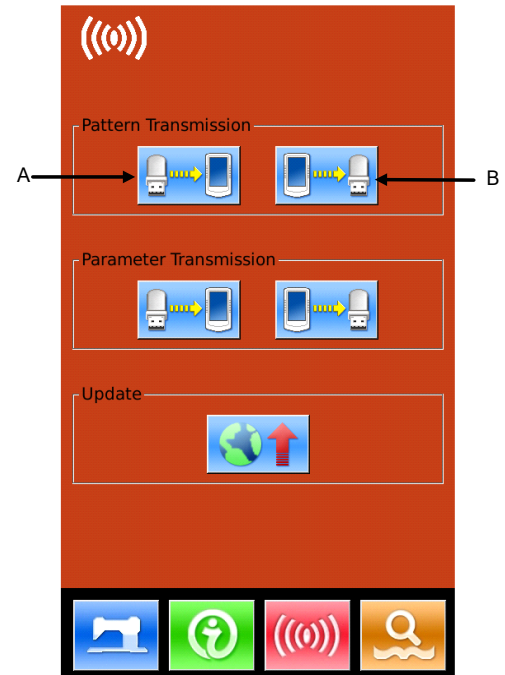 Pattern Transmission
A
B
Parameter Transmission
Update